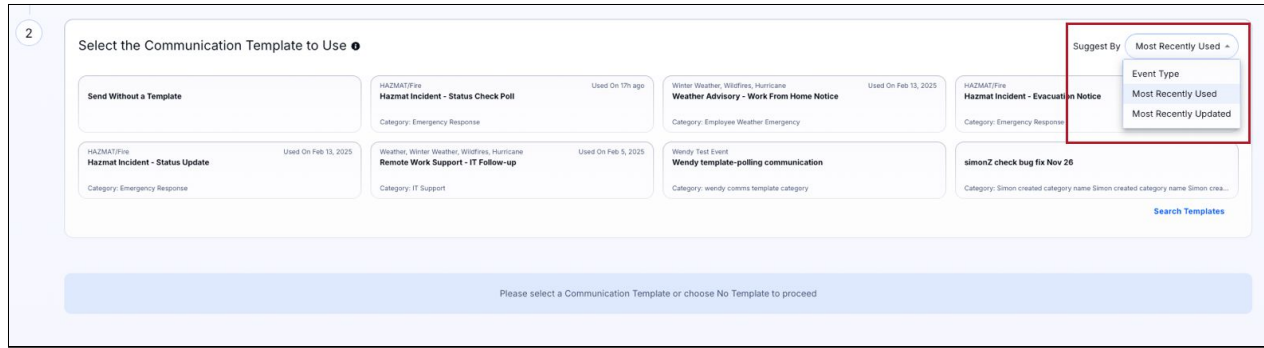 2
Select the Communication Template to Use
Suggest By
Most Recently Used
Event Type
Most Recently Used
Most Recently Updated
Send Without a Template
HAZMAT/Fire
Used On 17h ago
Hazmat Incident - Status Check Poll
Category: Emergency Response
Winter Weather, Wildfires, Hurricane
Used On Feb 13, 2025
Weather Advisory - Work From Home Notice
Category: Employee Weather Emergency
HAZMAT/Fire
Hazmat Incident - Evacuation Notice
Category: Emergency Response
HAZMAT/Fire
Used On Feb 13, 2025
Hazmat Incident - Status Update
Category: Emergency Response
Weather, Winter Weather, Wildfires, Hurricane
Used On Feb 5, 2025
Remote Work Support - IT Follow-up
Category: IT Support
Wendy Test Event
Wendy template-polling communication
Category: wendy comms template category
simonZ check bug fix Nov 26
Category: Simon created category name Simon created category name Simon crea...
Search Templates
Please select a Communication Template or choose No Template to proceed